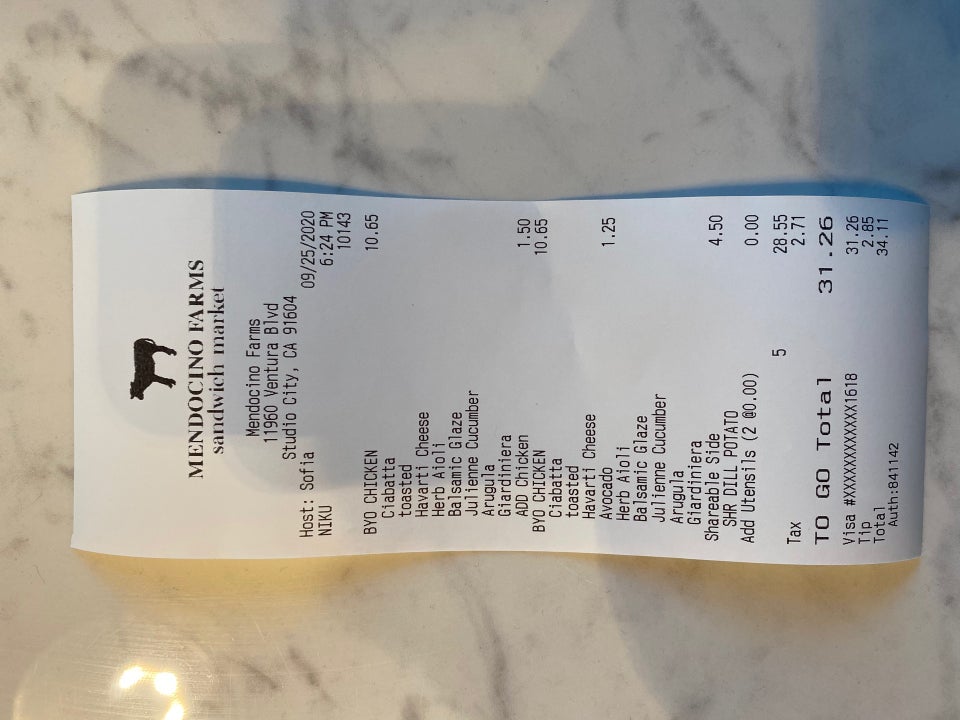 MENDOCINO FARMS
sandwich market
Mendocino Farms
11960 Ventura Blvd
Studio City, CA 91604
Host: Sofia 09/25/2020
NIKU 6:24 PM
10143
BYO CHICKEN 10.65
Ciabatta
toasted
Havarti Cheese
Herb Aioli
Balsamic Glaze
Julienne Cucumber
Arugula
Giardiniera
ADD Chicken 1.50
BYO CHICKEN 10.65
Ciabatta
toasted
Havarti Cheese
Avocado 1.25
Herb Aioli
Balsamic Glaze
Julienne Cucumber
Arugula
Giardiniera
Shareable Side
SHR DILL POTATO 4.50
Add Utensils (2 @0.00) 0.00
5 28.55
Tax 2.71
TO GO Total 31.26
Visa #XXXXXXXXXXXX1618 31.26
Tip 2.85
Total 34.11
Auth:841142